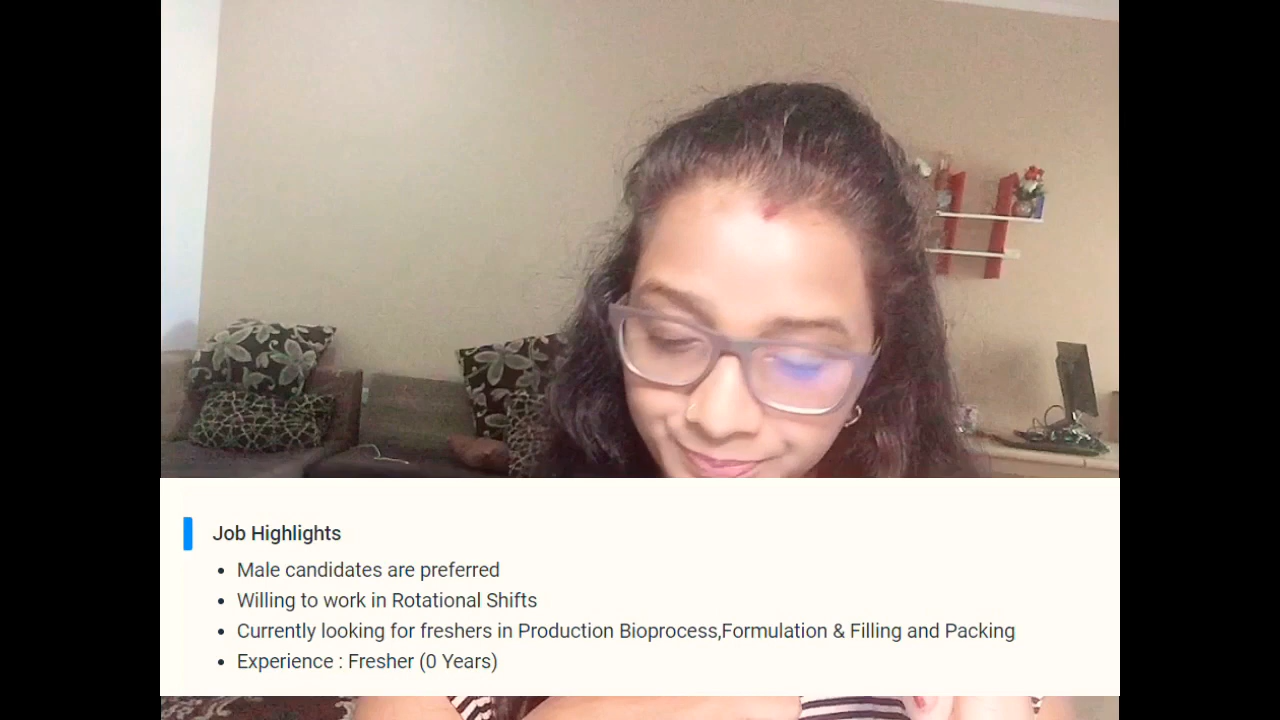 Job Highlights
Male candidates are preferred
Willing to work in Rotational Shifts
Currently looking for freshers in Production Bioprocess,Formulation & Filling and Packing
Experience : Fresher (0 Years)